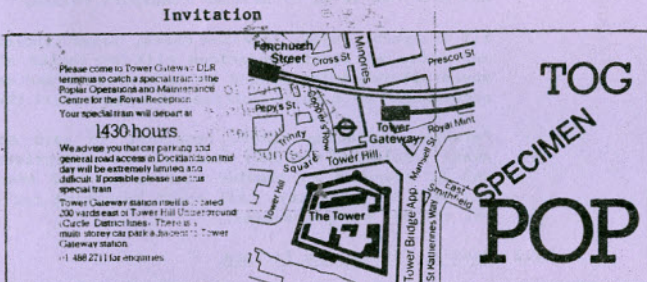 Invitation
Please come to Tower Gateway DLR
terminus to catch a special train to the
Poplar Operations and Maintenance
Centre for the Royal Reception
Your special train will depart at
1430 hours
We advise you that car parking and
general road access in Docklands on this
day will be extremely limited and
difficult. If possible please use this
special train
Tower Gateway station itself is located
200 yards east of Tower Hill Underground
(Circle, District lines). There is a
multi storey car park adjacent to Tower
Gateway station.
01 488 2711 for enquiries
Fenchurch
Street
Cross St
Minories
Prescot St
Pepys St.
Coopers Row
Trinity
Square
Tower
Gateway
Royal Mint
Mansell St
Tower Hill
Tower Hill
East
Smithfield
The Tower
Tower Bridge App.
St Katherines Way
TOG
SPECIMEN
POP